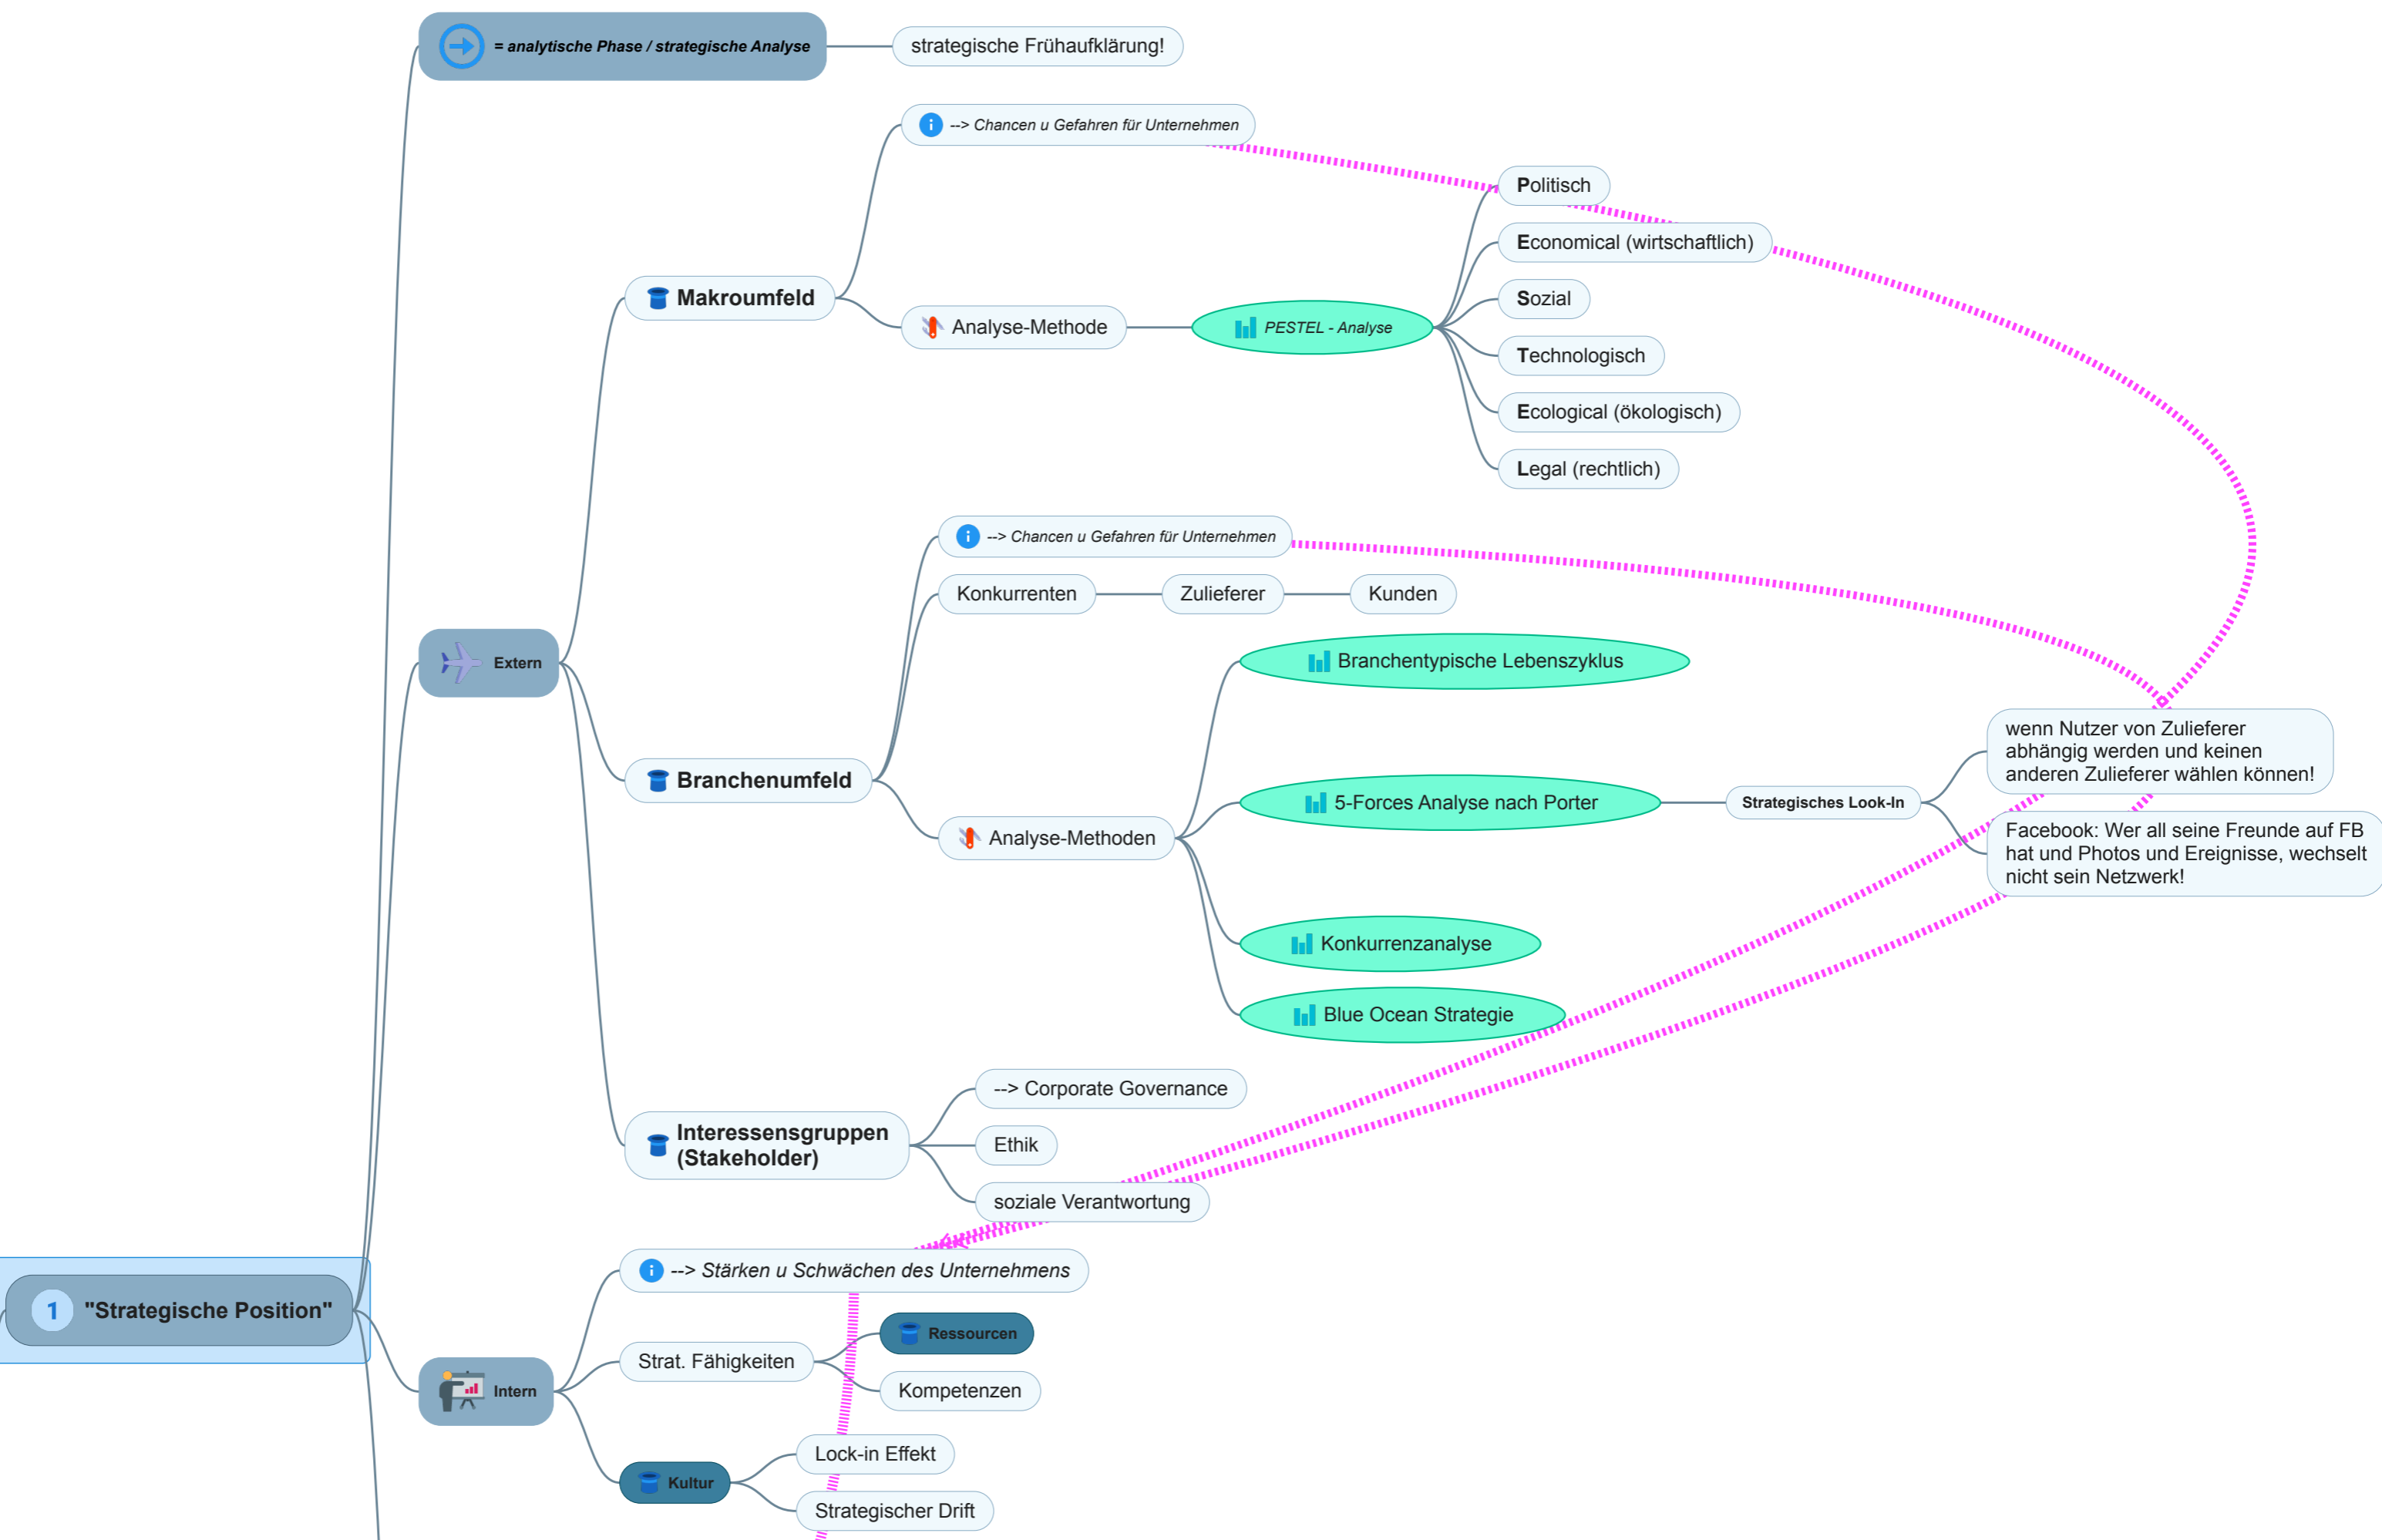 = analytische Phase / strategische Analyse
strategische Frühaufklärung!
--> Chancen u Gefahren für Unternehmen
Politisch
Economical (wirtschaftlich)
Makroumfeld
Sozial
Analyse-Methode
PESTEL - Analyse
Technologisch
Ecological (ökologisch)
Legal (rechtlich)
--> Chancen u Gefahren für Unternehmen
Konkurrenten
Zulieferer
Kunden
Extern
Branchentypische Lebenszyklus
Branchenumfeld
5-Forces Analyse nach Porter
Strategisches Look-In
wenn Nutzer von Zulieferer
abhängig werden und keinen
anderen Zulieferer wählen können!
Facebook: Wer all seine Freunde auf FB
hat und Photos und Ereignisse, wechselt
nicht sein Netzwerk!
Analyse-Methoden
Konkurrenzanalyse
Blue Ocean Strategie
--> Corporate Governance
Interessensgruppen
(Stakeholder)
Ethik
soziale Verantwortung
--> Stärken u Schwächen des Unternehmens
1 "Strategische Position"
Ressourcen
Strat. Fähigkeiten
Kompetenzen
Intern
Lock-in Effekt
Kultur
Strategischer Drift